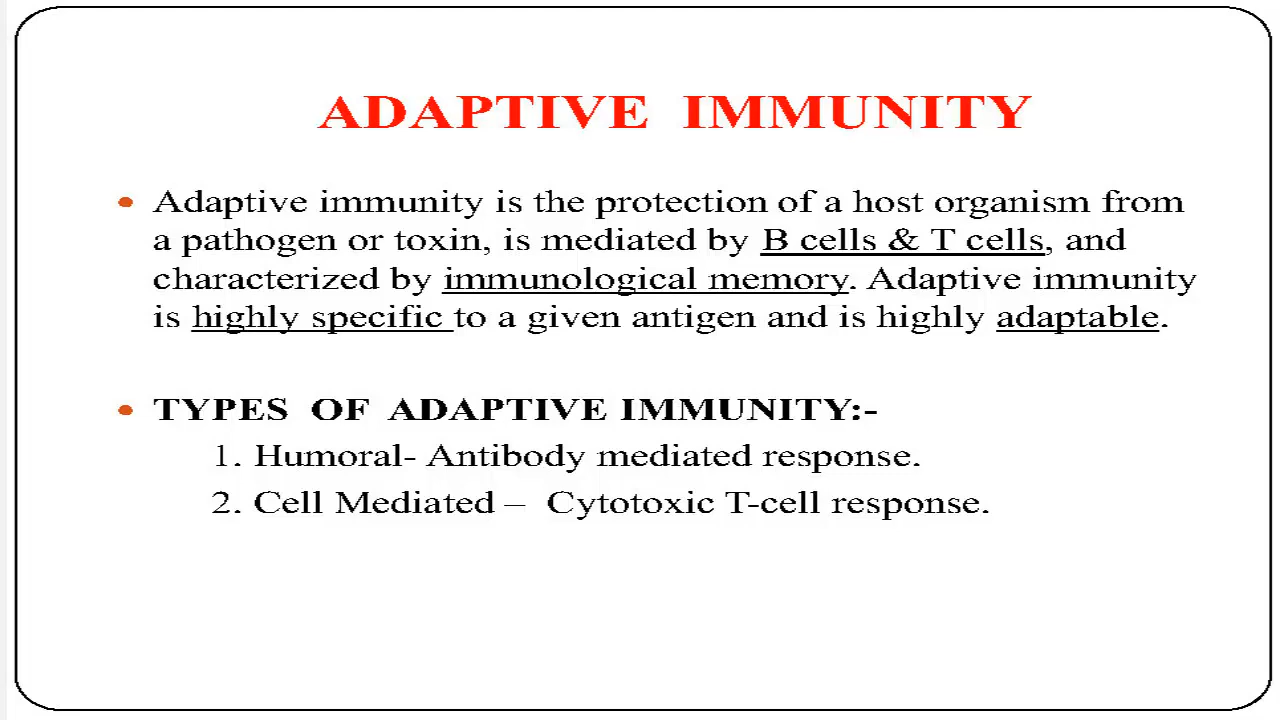 ADAPTIVE IMMUNITY
• Adaptive immunity is the protection of a host organism from
a pathogen or toxin, is mediated by B cells & T cells, and
characterized by immunological memory. Adaptive immunity
is highly specific to a given antigen and is highly adaptable.
• TYPES OF ADAPTIVE IMMUNITY:-
1. Humoral- Antibody mediated response.
2. Cell Mediated – Cytotoxic T-cell response.